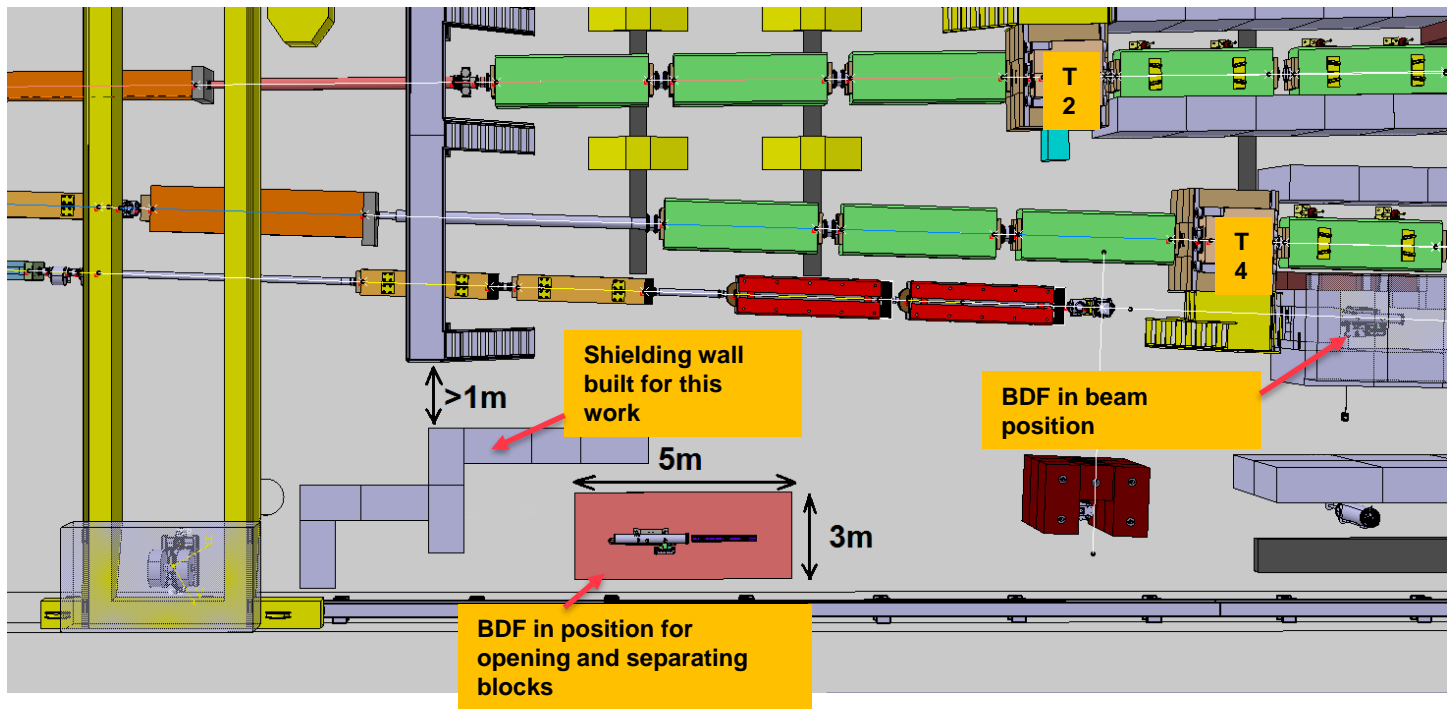 T
2
T
4
Shielding wall
built for this
work
>1m
BDF in beam
position
5m
3m
BDF in position for
opening and separating
blocks